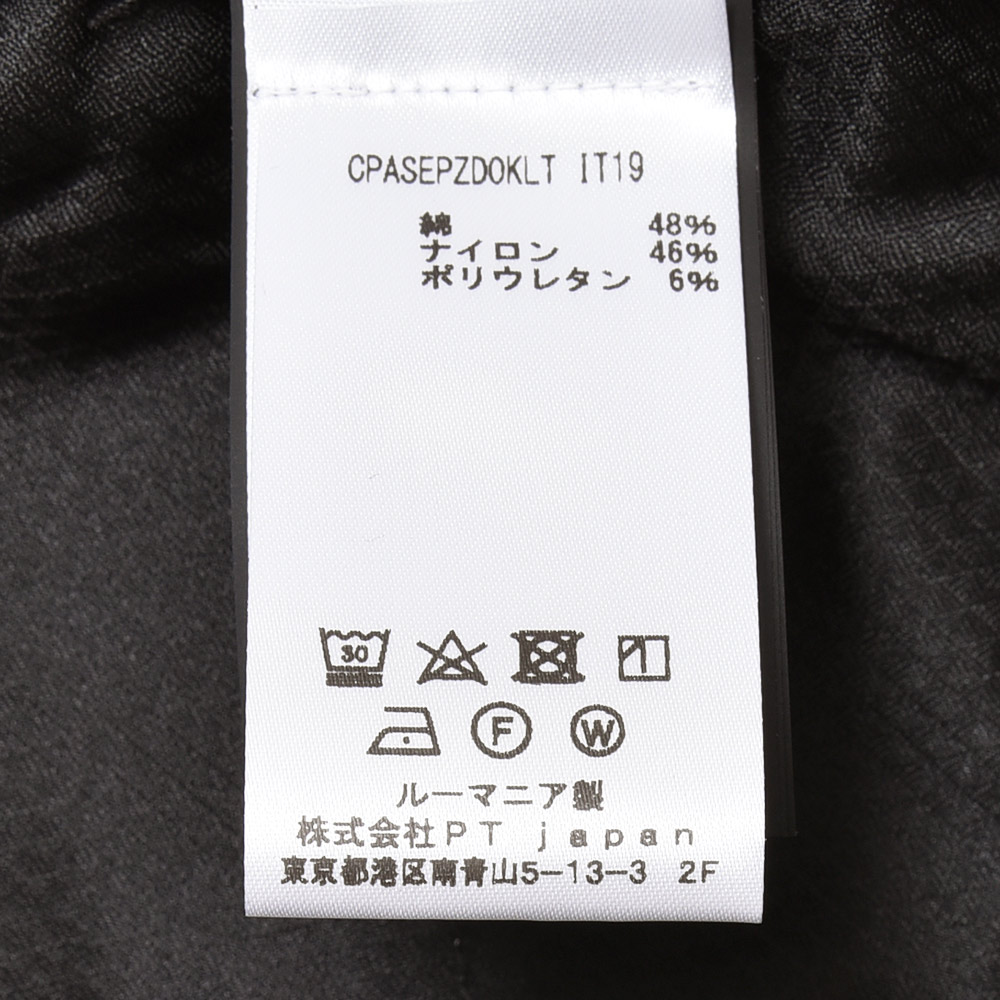 CPASEPZDOKLT IT19
綿 48%
ナイロン 46%
ポリウレタン 6%
30
F W
ルーマニア製
株式会社PT japan
東京都港区南青山5-13-3 2F